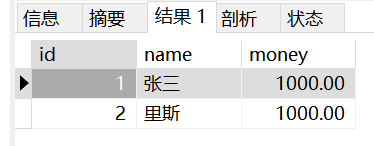 信息 摘要 结果 1 剖析 状态
id name money
1 张三 1000.00
2 里斯 1000.00